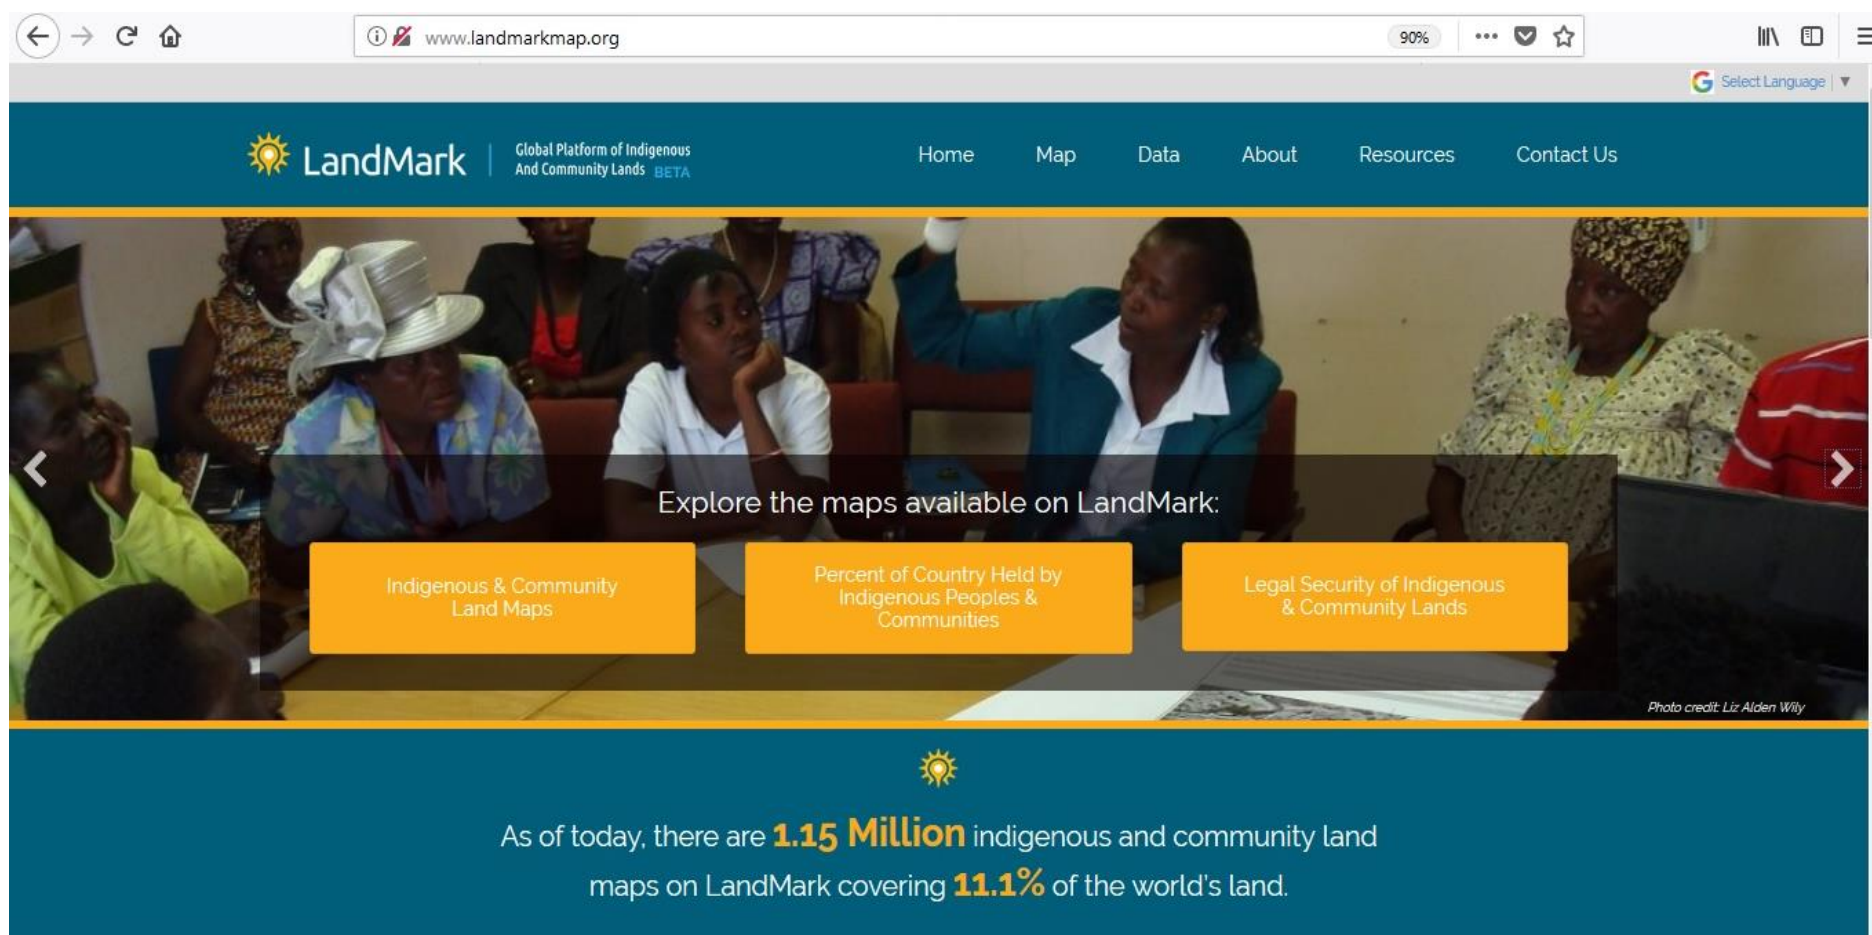 www.landmarkmap.org
90%
Select Language
LandMark
Global Platform of Indigenous
And Community Lands BETA
Home Map Data About Resources Contact Us
Explore the maps available on LandMark:
Indigenous & Community
Land Maps
Percent of Country Held by
Indigenous Peoples &
Communities
Legal Security of Indigenous
& Community Lands
Photo credit: Liz Alden Wily
As of today, there are 1.15 Million indigenous and community land
maps on LandMark covering 11.1% of the world's land.